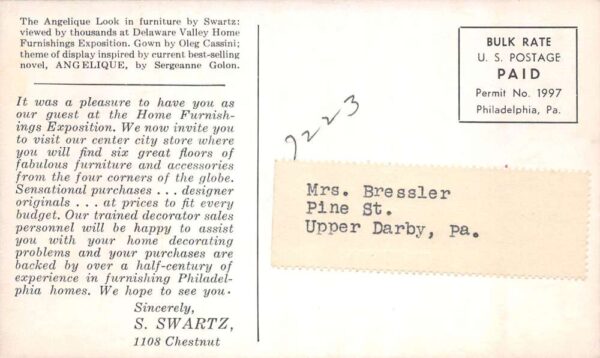 The Angelique Look in furniture by Swartz:
viewed by thousands at Delaware Valley Home
Furnishings Exposition. Gown by Oleg Cassini;
theme of display inspired by current best-selling
novel, ANGELIQUE, by Sergeanne Golon.
It was a pleasure to have you as
our guest at the Home Furnish-
ings Exposition. We now invite you
to visit our center city store where
you will find six great floors of
fabulous furniture and accessories
from the four corners of the globe.
Sensational purchases . . . designer
originals . . . at prices to fit every
budget. Our trained decorator sales
personnel will be happy to assist
you with your home decorating
problems and your purchases are
backed by over a half-century of
experience in furnishing Philadel-
phia homes. We hope to see you.
Sincerely,
S. SWARTZ,
1108 Chestnut
BULK RATE
U. S. POSTAGE
PAID
Permit No. 1997
Philadelphia, Pa.
7223
Mrs. Bressler
Pine St.
Upper Darby, Pa.